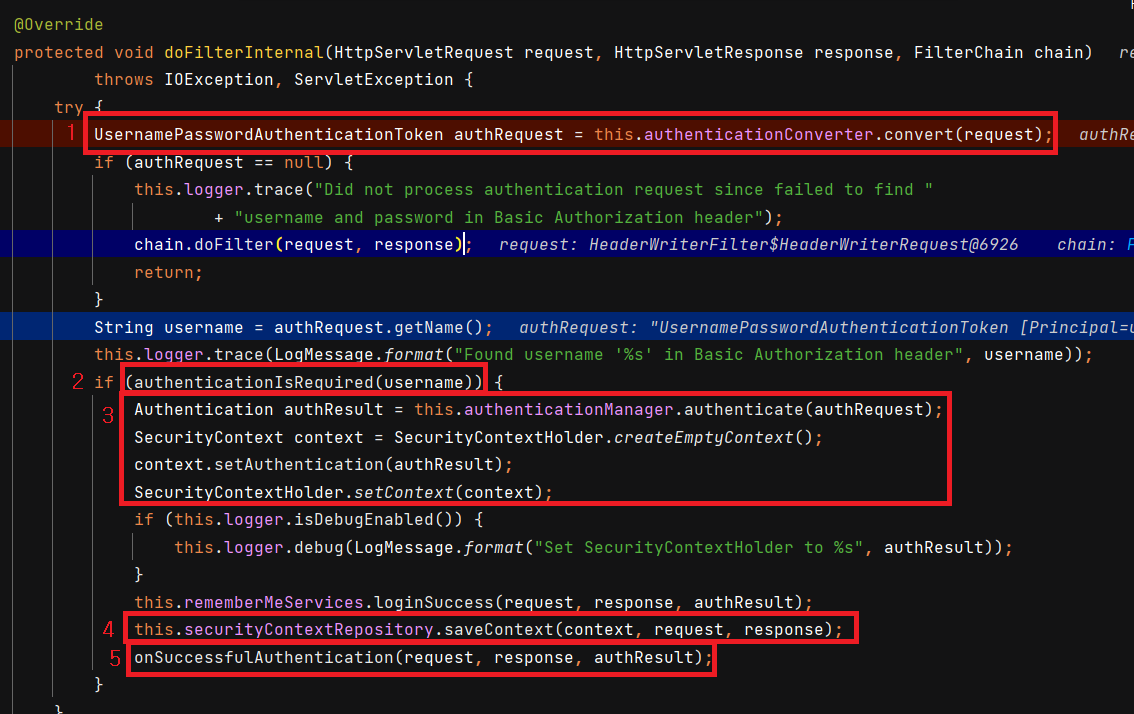 @Override
protected void doFilterInternal(HttpServletRequest request, HttpServletResponse response, FilterChain chain)   re
throws IOException, ServletException {
try {
1 UsernamePasswordAuthenticationToken authRequest = this.authenticationConverter.convert(request);   authRe
if (authRequest == null) {
this.logger.trace("Did not process authentication request since failed to find "
+ "username and password in Basic Authorization header");
chain.doFilter(request, response);   request: HeaderWriterFilter$HeaderWriterRequest@6926   chain: F
return;
}
String username = authRequest.getName();   authRequest: "UsernamePasswordAuthenticationToken [Principal=u
this.logger.trace(LogMessage.format("Found username '%s' in Basic Authorization header", username));
2 if (authenticationIsRequired(username)) {
3 Authentication authResult = this.authenticationManager.authenticate(authRequest);
SecurityContext context = SecurityContextHolder.createEmptyContext();
context.setAuthentication(authResult);
SecurityContextHolder.setContext(context);
if (this.logger.isDebugEnabled()) {
this.logger.debug(LogMessage.format("Set SecurityContextHolder to %s", authResult));
}
this.rememberMeServices.loginSuccess(request, response, authResult);
4 this.securityContextRepository.saveContext(context, request, response);
5 onSuccessfulAuthentication(request, response, authResult);
}
}